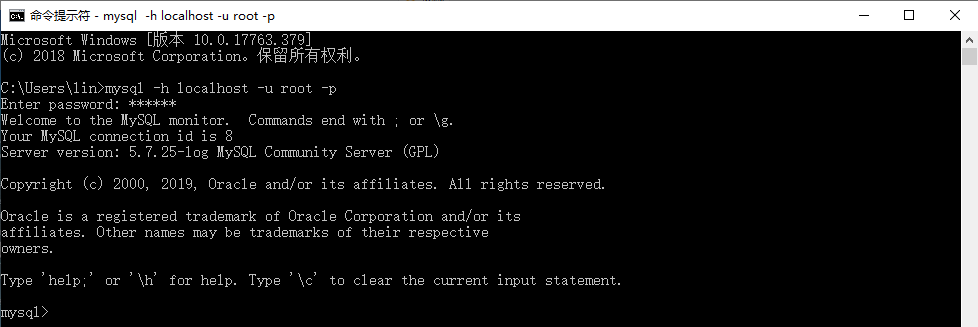 命令提示符 - mysql  -h localhost -u root -p
Microsoft Windows [版本 10.0.17763.379]
(c) 2018 Microsoft Corporation。保留所有权利。
C:\Users\lin>mysql -h localhost -u root -p
Enter password: ******
Welcome to the MySQL monitor.  Commands end with ; or \g.
Your MySQL connection id is 8
Server version: 5.7.25-log MySQL Community Server (GPL)
Copyright (c) 2000, 2019, Oracle and/or its affiliates. All rights reserved.
Oracle is a registered trademark of Oracle Corporation and/or its
affiliates. Other names may be trademarks of their respective
owners.
Type 'help;' or '\h' for help. Type '\c' to clear the current input statement.
mysql>